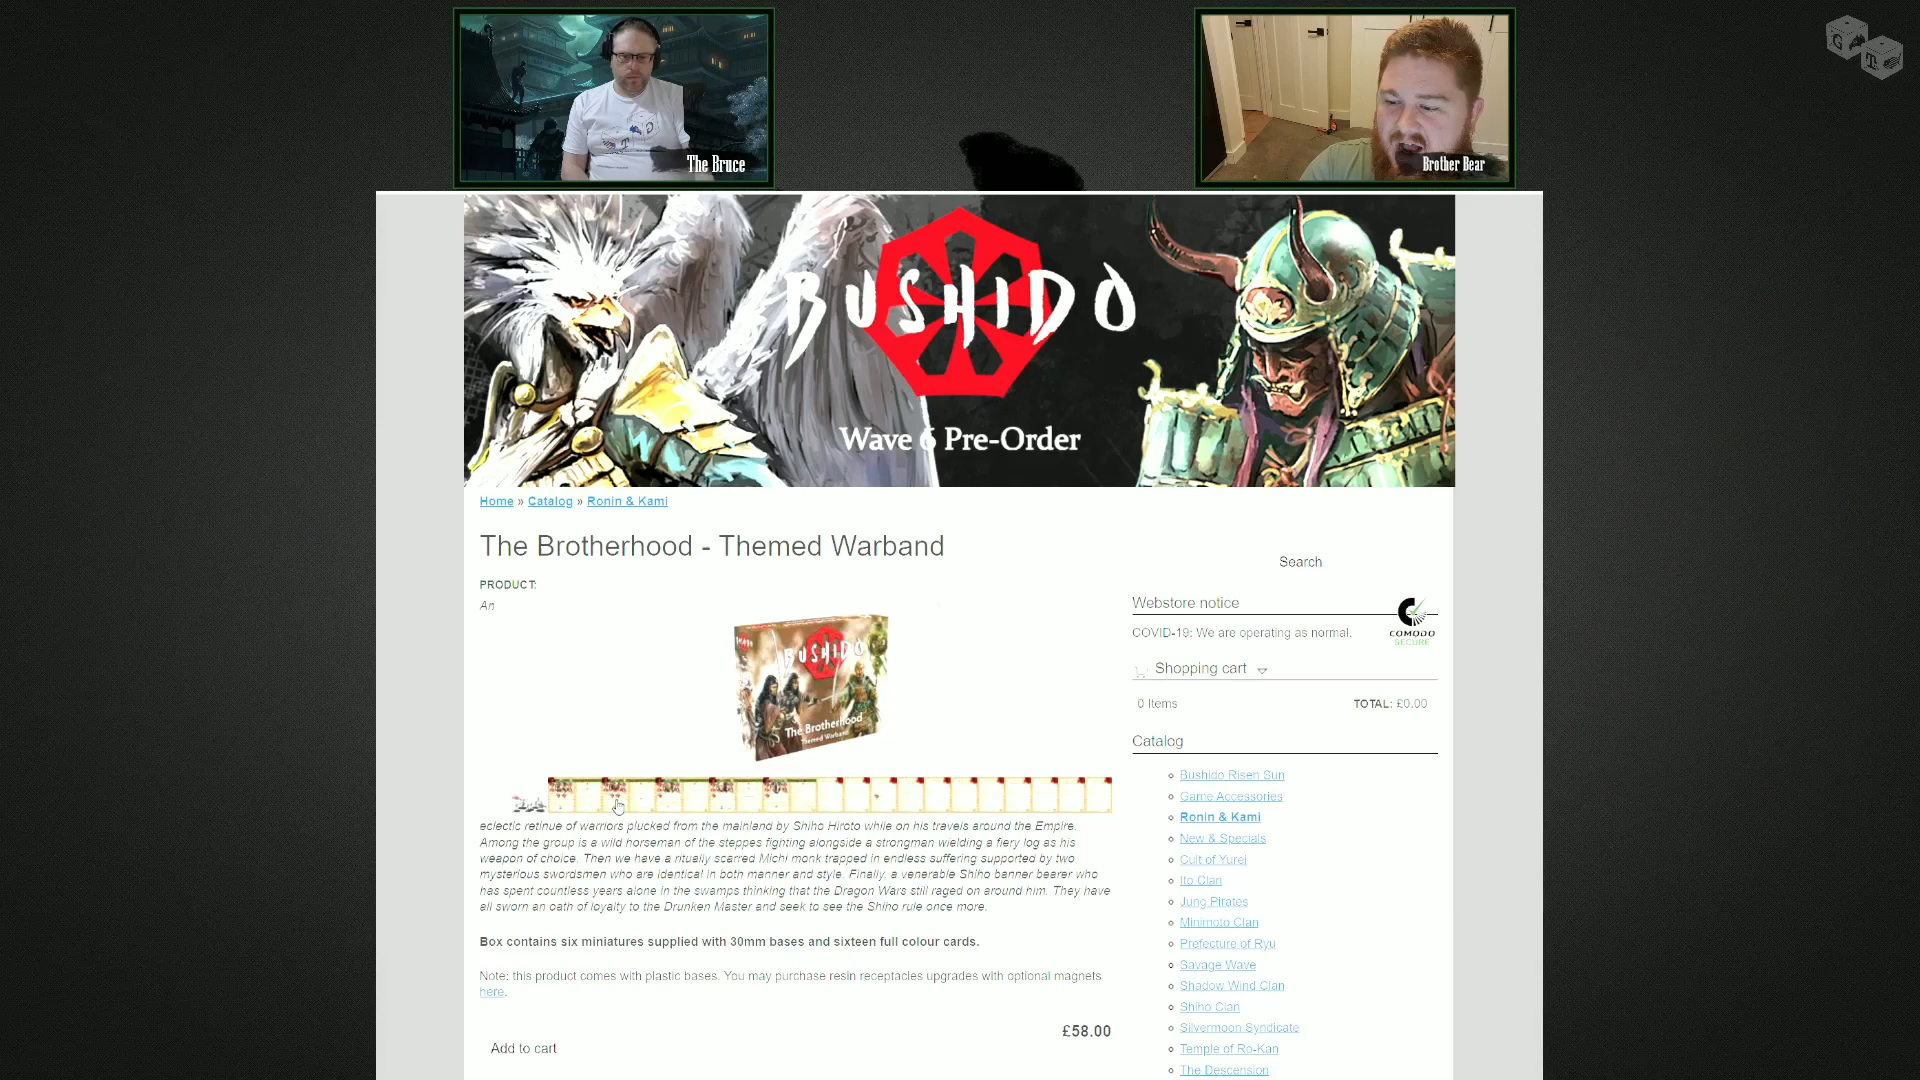 The Bruce
Brother Bear
G
T
BUSHIDO
Wave 6 Pre-Order
Home » Catalog » Ronin & Kami
The Brotherhood - Themed Warband
PRODUCT:
An
BUSHIDO
The Brotherhood
Themed Warband
eclectic retinue of warriors plucked from the mainland by Shiho Hiroto while on his travels around the Empire.
Among the group is a wild horseman of the steppes fighting alongside a strongman wielding a fiery log as his
weapon of choice. Then we have a ritually scarred Michi monk trapped in endless suffering supported by two
mysterious swordsmen who are identical in both manner and style. Finally, a venerable Shiho banner bearer who
has spent countless years alone in the swamps thinking that the Dragon Wars still raged on around him. They have
all sworn an oath of loyalty to the Drunken Master and seek to see the Shiho rule once more.
Box contains six miniatures supplied with 30mm bases and sixteen full colour cards.
Note: this product comes with plastic bases. You may purchase resin receptacles upgrades with optional magnets
here.
£58.00
Add to cart
Search
Webstore notice
COVID-19: We are operating as normal.
COMODO
SECURE
Shopping cart
0 Items TOTAL: £0.00
Catalog
Bushido Risen Sun
Game Accessories
Ronin & Kami
New & Specials
Cult of Yurei
Ito Clan
Jung Pirates
Minimoto Clan
Prefecture of Ryu
Savage Wave
Shadow Wind Clan
Shiho Clan
Silvermoon Syndicate
Temple of Ro-Kan
The Descension